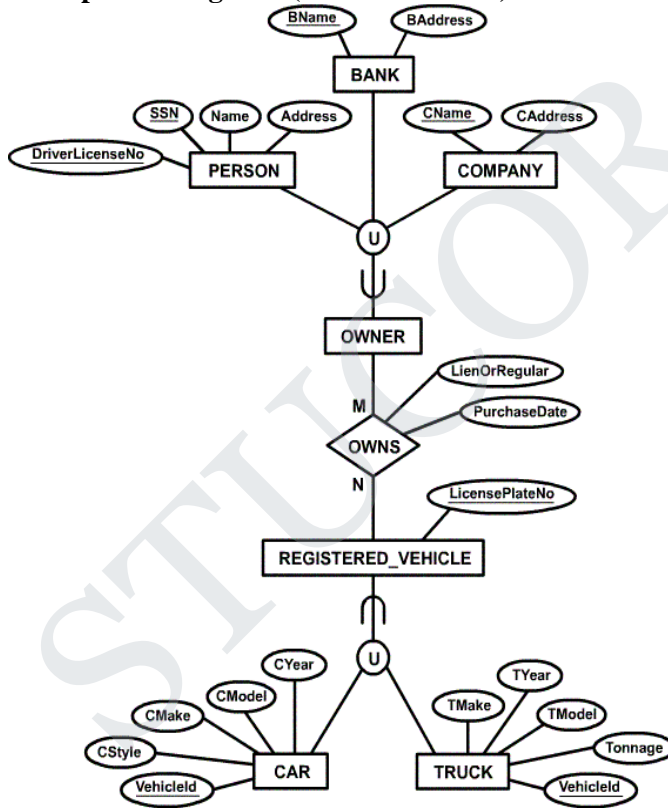 BName
BAddress
BANK
SSN
Name
Address
CName
CAddress
DriverLicenseNo
PERSON
COMPANY
U
OWNER
LienOrRegular
M
PurchaseDate
OWNS
N
LicensePlateNo
REGISTERED_VEHICLE
U
CYear
TYear
CModel
TMake
CMake
TModel
CStyle
Tonnage
VehicleId
CAR
TRUCK
VehicleId
STUCOR